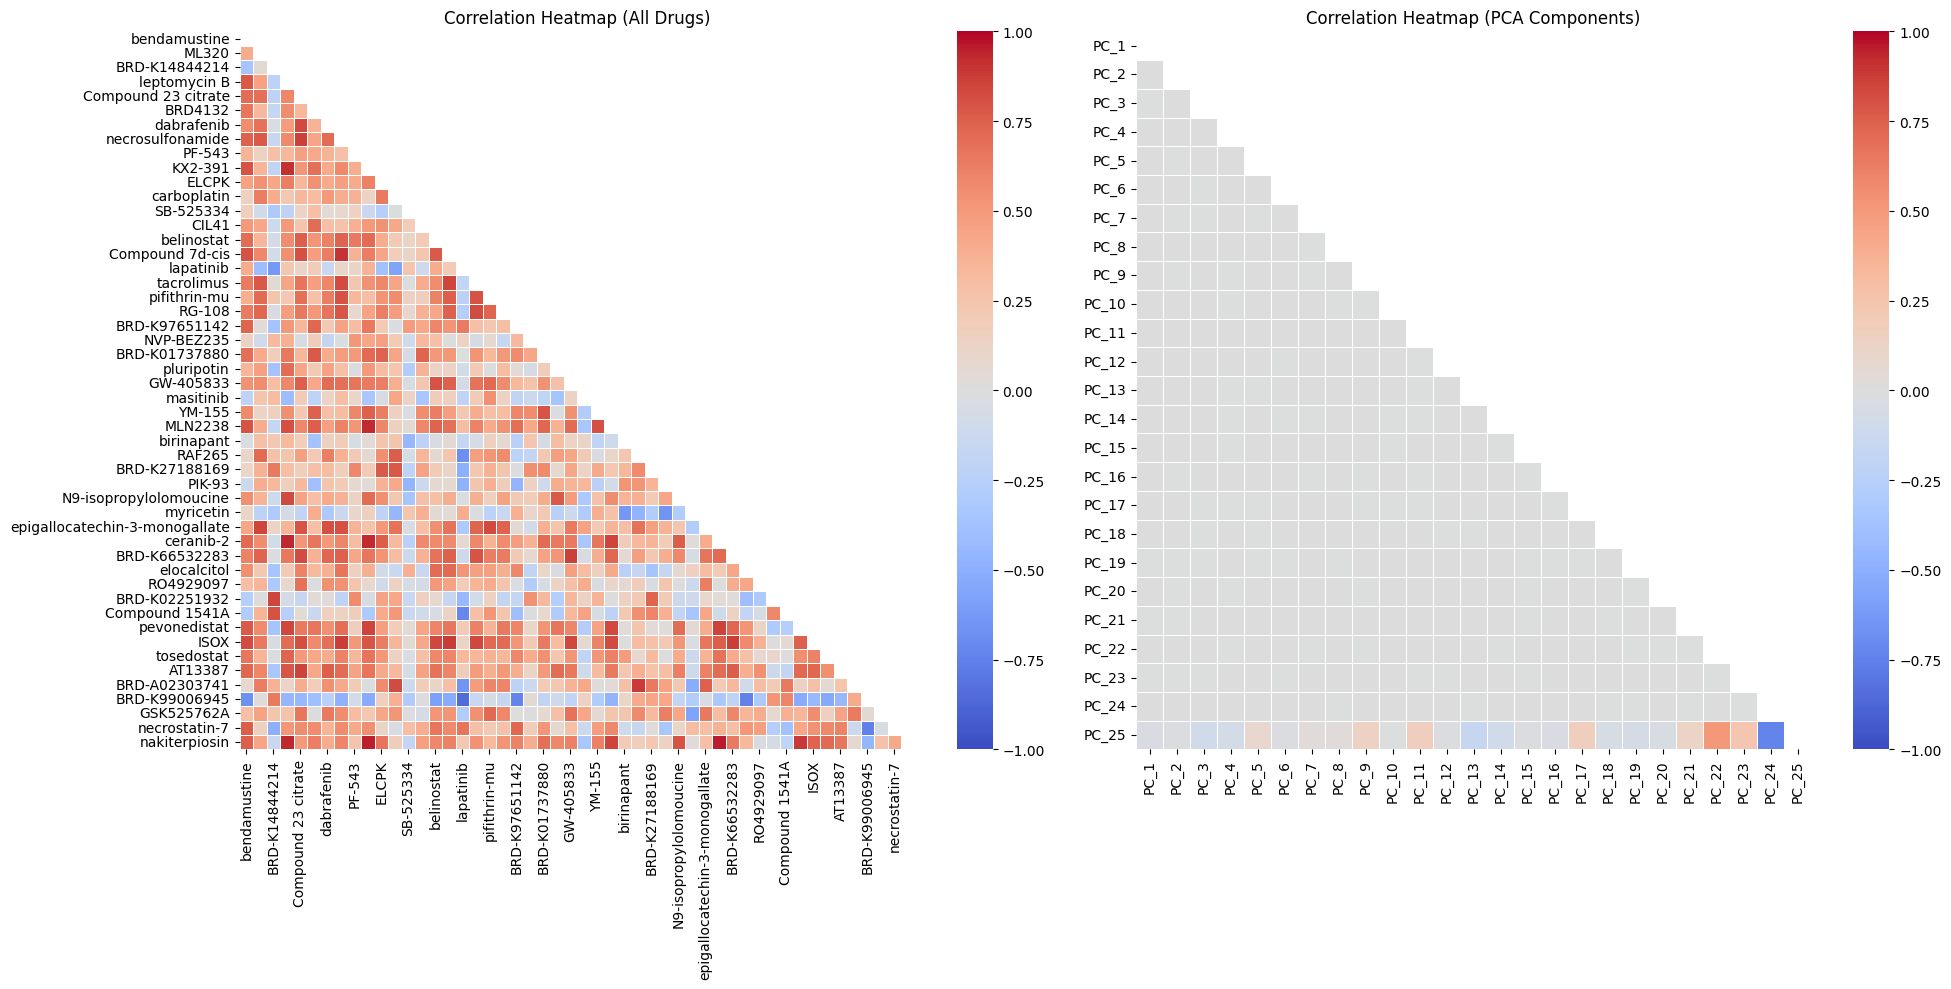 Correlation Heatmap (All Drugs)
bendamustine
ML320
BRD-K14844214
leptomycin B
Compound 23 citrate
BRD4132
dabrafenib
necrosulfonamide
PF-543
KX2-391
ELCPK
carboplatin
SB-525334
CIL41
belinostat
Compound 7d-cis
lapatinib
tacrolimus
pifithrin-mu
RG-108
BRD-K97651142
NVP-BEZ235
BRD-K01737880
pluripotin
GW-405833
masitinib
YM-155
MLN2238
birinapant
RAF265
BRD-K27188169
PIK-93
N9-isopropylolomoucine
myricetin
epigallocatechin-3-monogallate
ceranib-2
BRD-K66532283
elocalcitol
RO4929097
BRD-K02251932
Compound 1541A
pevonedistat
ISOX
tosedostat
AT13387
BRD-A02303741
BRD-K99006945
GSK525762A
necrostatin-7
nakiterpiosin
bendamustine
BRD-K14844214
Compound 23 citrate
dabrafenib
PF-543
ELCPK
SB-525334
belinostat
lapatinib
pifithrin-mu
BRD-K97651142
BRD-K01737880
GW-405833
YM-155
birinapant
BRD-K27188169
N9-isopropylolomoucine
epigallocatechin-3-monogallate
BRD-K66532283
RO4929097
Compound 1541A
ISOX
AT13387
BRD-K99006945
necrostatin-7
1.00
0.75
0.50
0.25
0.00
−0.25
−0.50
−0.75
−1.00
Correlation Heatmap (PCA Components)
PC_1
PC_2
PC_3
PC_4
PC_5
PC_6
PC_7
PC_8
PC_9
PC_10
PC_11
PC_12
PC_13
PC_14
PC_15
PC_16
PC_17
PC_18
PC_19
PC_20
PC_21
PC_22
PC_23
PC_24
PC_25
PC_1
PC_2
PC_3
PC_4
PC_5
PC_6
PC_7
PC_8
PC_9
PC_10
PC_11
PC_12
PC_13
PC_14
PC_15
PC_16
PC_17
PC_18
PC_19
PC_20
PC_21
PC_22
PC_23
PC_24
PC_25
1.00
0.75
0.50
0.25
0.00
−0.25
−0.50
−0.75
−1.00